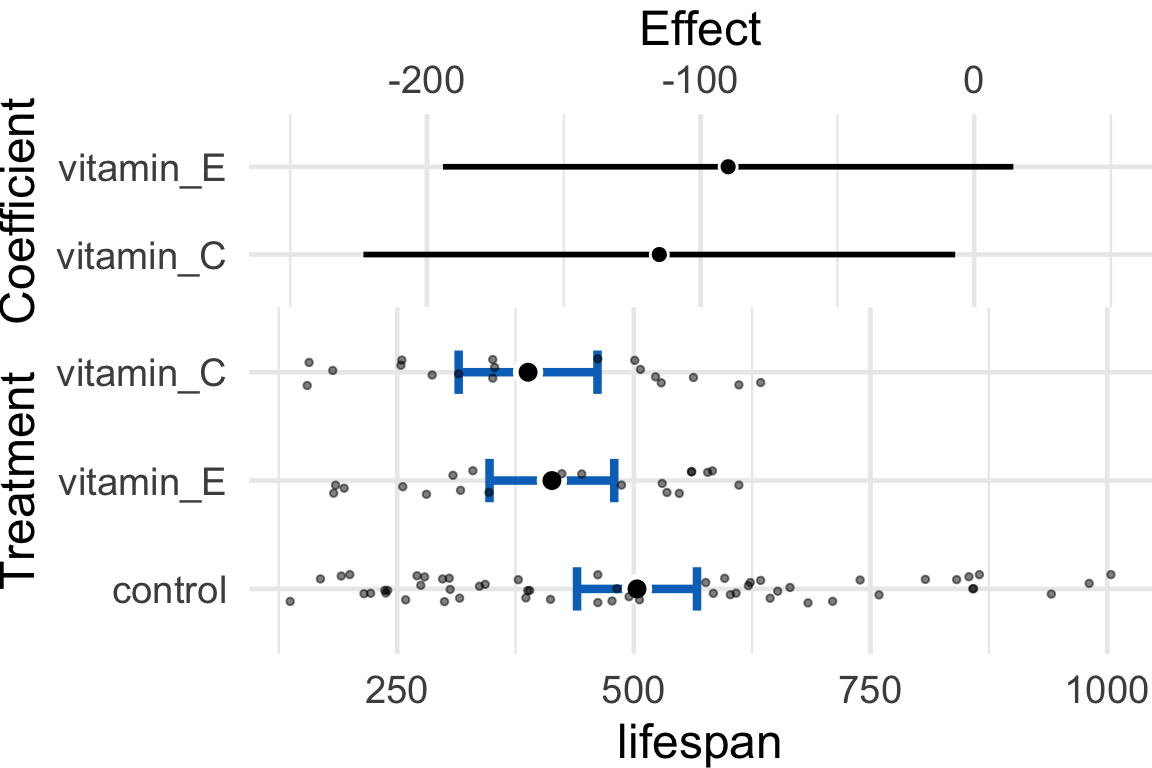 Effect
-200 -100 0
Coefficient
vitamin_E
vitamin_C
Treatment
vitamin_C
vitamin_E
control
250 500 750 1000
lifespan